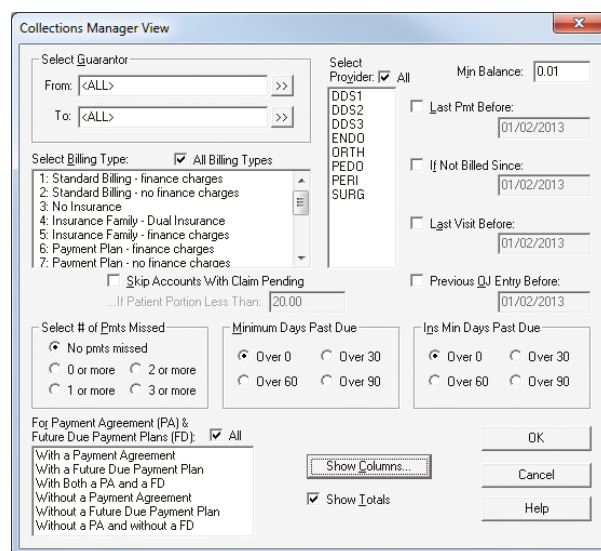 Collections Manager View
Select Guarantor
From: <ALL> >>
To: <ALL> >>
Select Provider: All
DDS1
DDS2
DDS3
ENDO
ORTH
PEDO
PERI
SURG
Min Balance: 0.01
Last Pmt Before:
01/02/2013
If Not Billed Since:
01/02/2013
Last Visit Before:
01/02/2013
Previous OJ Entry Before:
01/02/2013
Select Billing Type: All Billing Types
1: Standard Billing - finance charges
2: Standard Billing - no finance charges
3: No Insurance
4: Insurance Family - Dual Insurance
5: Insurance Family - finance charges
6: Payment Plan - finance charges
7: Payment Plan - no finance charges
Skip Accounts With Claim Pending
...If Patient Portion Less Than: 20.00
Select # of Pmts Missed
No pmts missed
0 or more 2 or more
1 or more 3 or more
Minimum Days Past Due
Over 0 Over 30
Over 60 Over 90
Ins Min Days Past Due
Over 0 Over 30
Over 60 Over 90
For Payment Agreement (PA) &
Future Due Payment Plans (FD): All
With a Payment Agreement
With a Future Due Payment Plan
With Both a PA and a FD
Without a Payment Agreement
Without a Future Due Payment Plan
Without a PA and without a FD
Show Columns...
Show Totals
OK
Cancel
Help